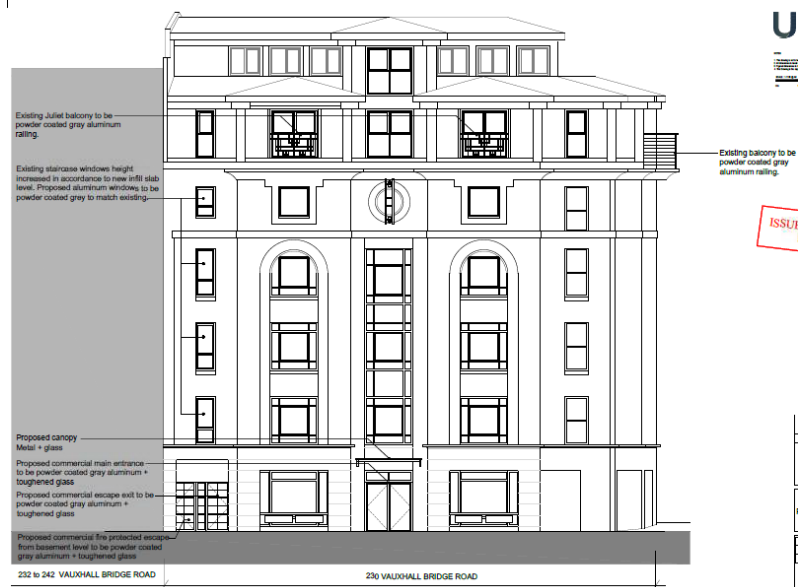 U
Existing Juliet balcony to be
powder coated gray aluminum
railing.
Existing staircase windows height
increased in accordance to new infill slab
level. Proposed aluminum windows to be
powder coated grey to match existing.
Existing balcony to be
powder coated gray
aluminum railing.
ISSUE
Proposed canopy
Metal + glass
Proposed commercial main entrance
to be powder coated gray aluminum +
toughened glass
Proposed commercial escape exit to be
powder coated gray aluminum +
toughened glass
Proposed commercial fire protected escape
from basement level to be powder coated
gray aluminum + toughened glass
232 to 242 VAUXHALL BRIDGE ROAD
230 VAUXHALL BRIDGE ROAD